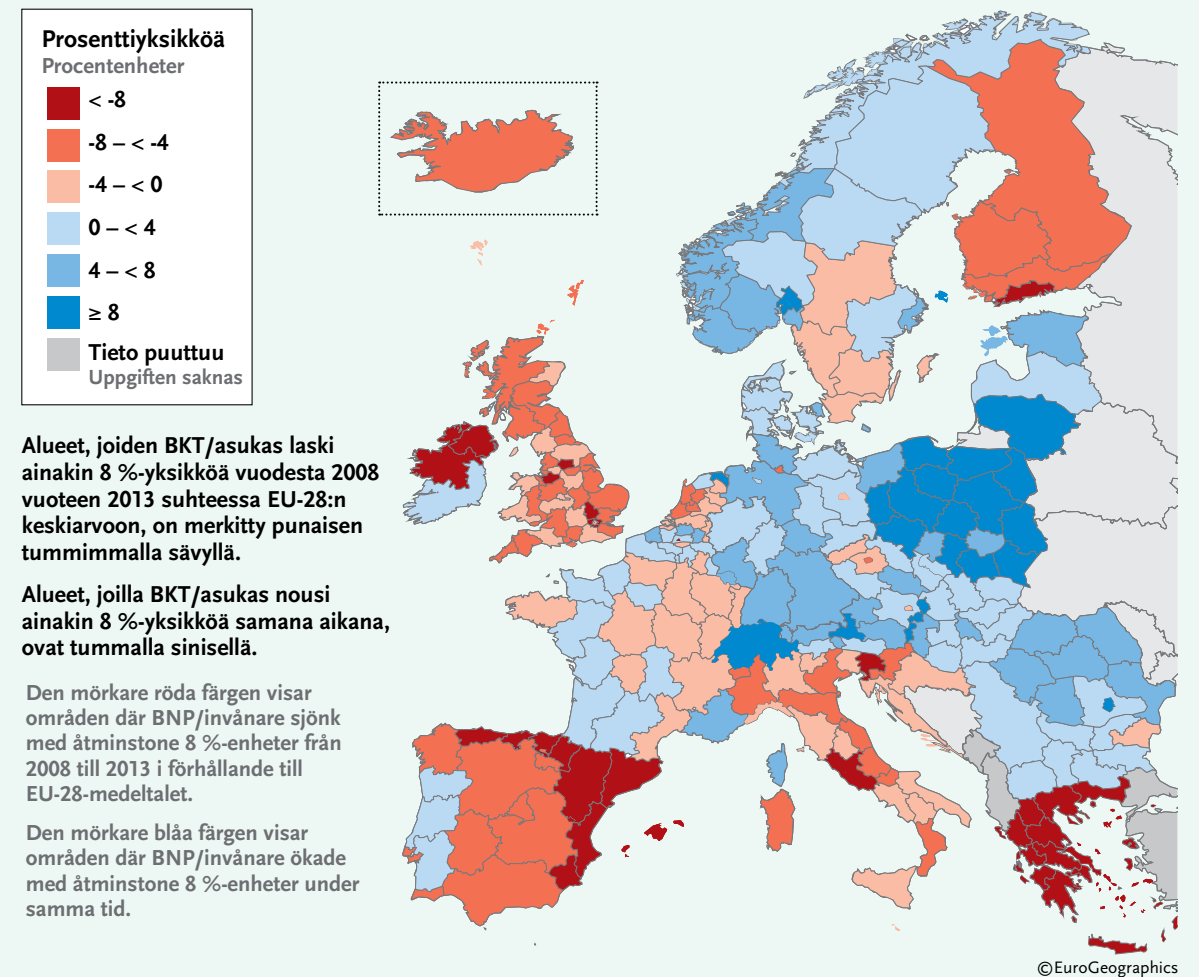 Prosenttiyksikköä
Procentenheter
< -8
-8 – < -4
-4 – < 0
0 – < 4
4 – < 8
≥ 8
Tieto puuttuu
Uppgiften saknas
Alueet, joiden BKT/asukas laski
ainakin 8 %-yksikköä vuodesta 2008
vuoteen 2013 suhteessa EU-28:n
keskiarvoon, on merkitty punaisen
tummimmalla sävyllä.
Alueet, joilla BKT/asukas nousi
ainakin 8 %-yksikköä samana aikana,
ovat tummalla sinisellä.
Den mörkare röda färgen visar
områden där BNP/invånare sjönk
med åtminstone 8 %-enheter från
2008 till 2013 i förhållande till
EU-28-medeltalet.
Den mörkare blåa färgen visar
områden där BNP/invånare ökade
med åtminstone 8 %-enheter under
samma tid.
©EuroGeographics